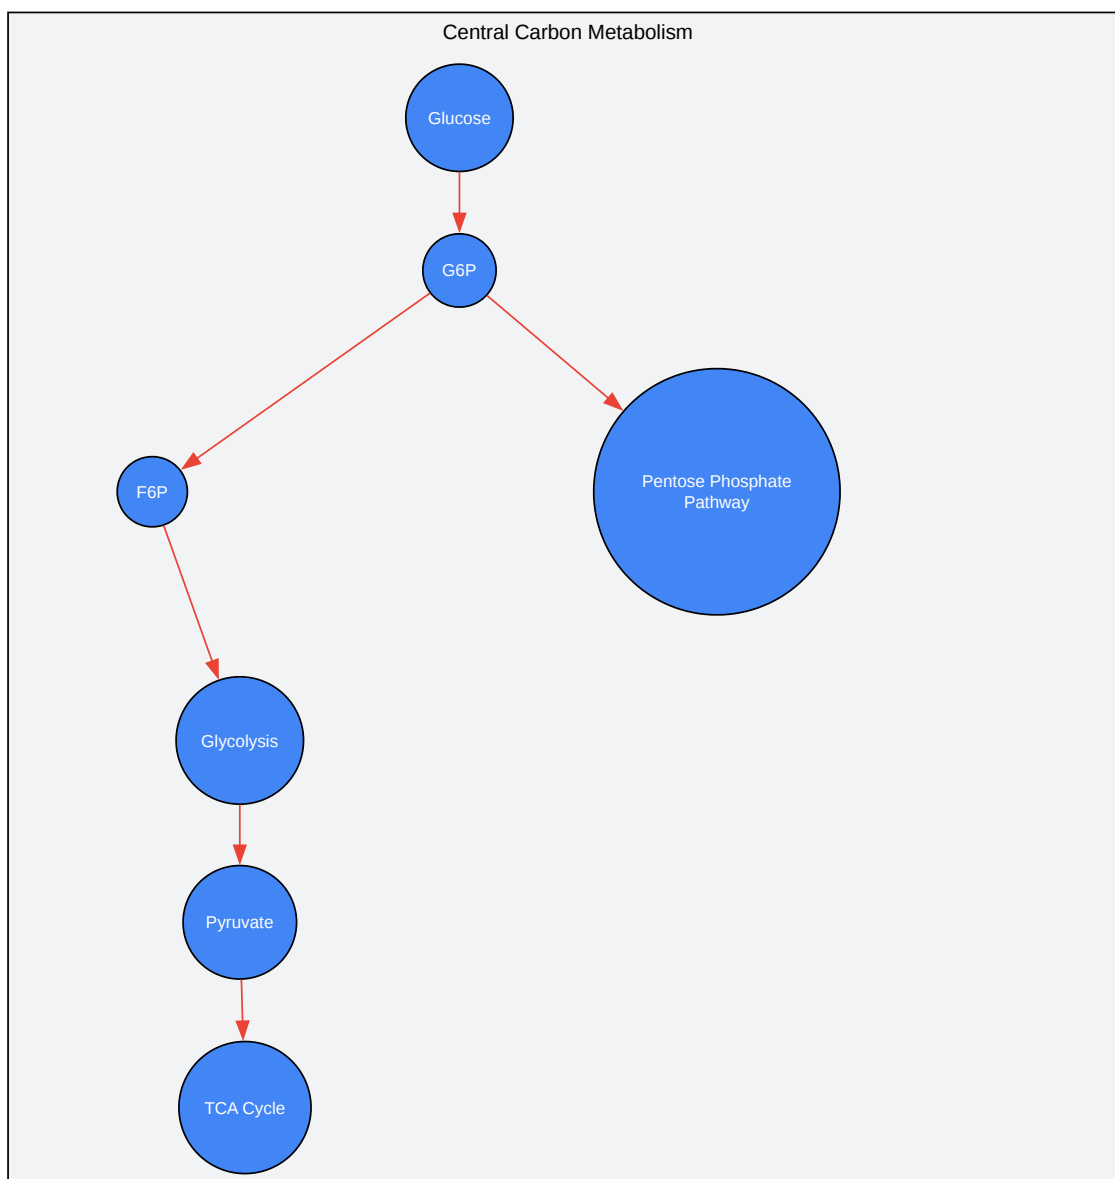 Central Carbon Metabolism
Glucose
G6P
F6P
Pentose Phosphate
Pathway
Glycolysis
Pyruvate
TCA Cycle